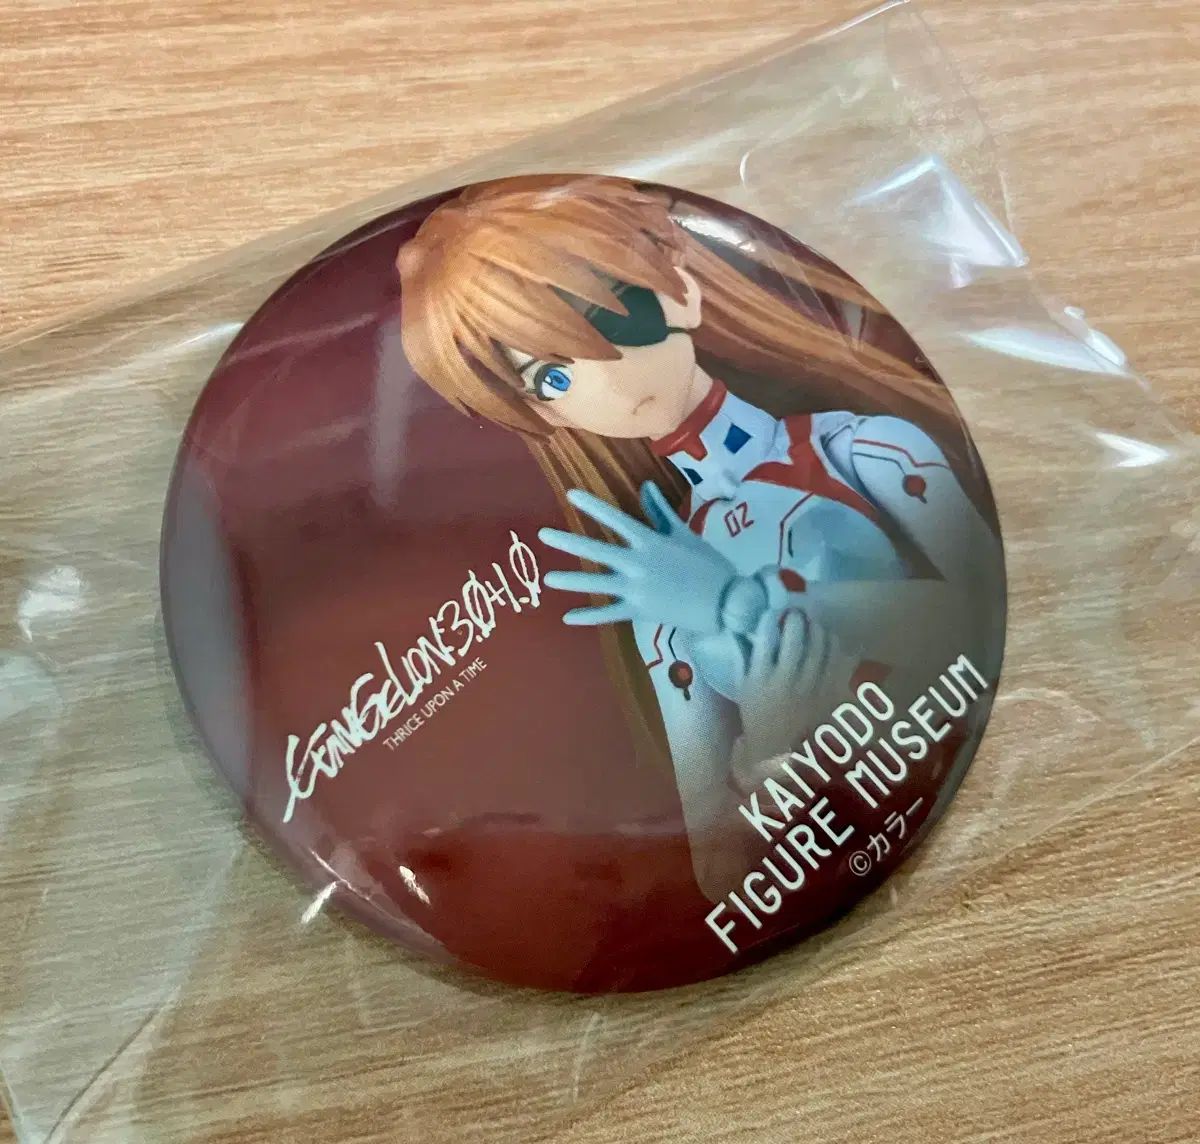 02
EVANGELION:3.0+1.0
THRICE UPON A TIME
KAIYODO
FIGURE MUSEUM
©カラー